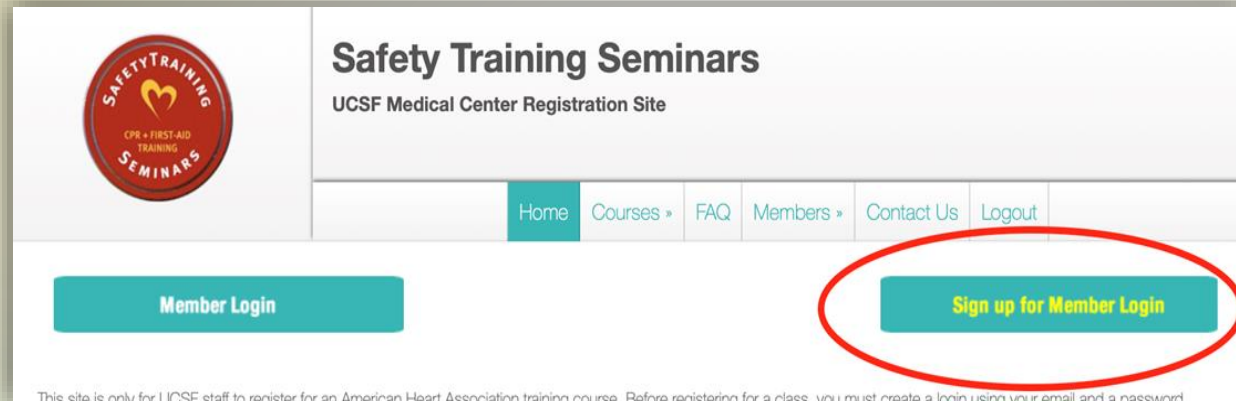 SAFETY TRAINING
CPR + FIRST-AID
TRAINING
SEMINARS
Safety Training Seminars
UCSF Medical Center Registration Site
Home Courses » FAQ Members » Contact Us Logout
Member Login
Sign up for Member Login
This site is only for UCSF staff to register for an American Heart Association training course. Before registering for a class, you must create a login using your email and a password.